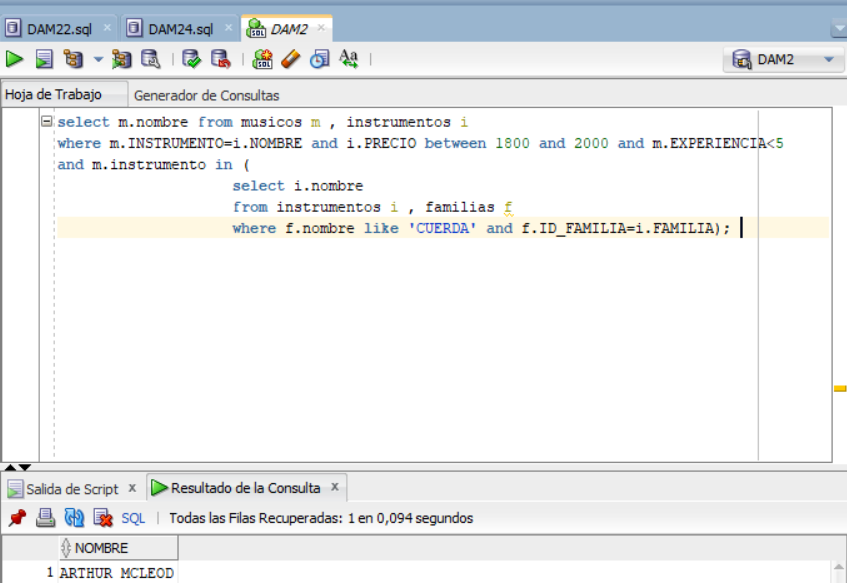 DAM22.sql × DAM24.sql × DAM2 ×
SQL Aa DAM2
Hoja de Trabajo Generador de Consultas
select m.nombre from musicos m , instrumentos i
where m.INSTRUMENTO=i.NOMBRE and i.PRECIO between 1800 and 2000 and m.EXPERIENCIA<5
and m.instrumento in (
select i.nombre
from instrumentos i , familias f
where f.nombre like 'CUERDA' and f.ID_FAMILIA=i.FAMILIA);
Salida de Script x Resultado de la Consulta x
SQL | Todas las Filas Recuperadas: 1 en 0,094 segundos
NOMBRE
1 ARTHUR MCLEOD